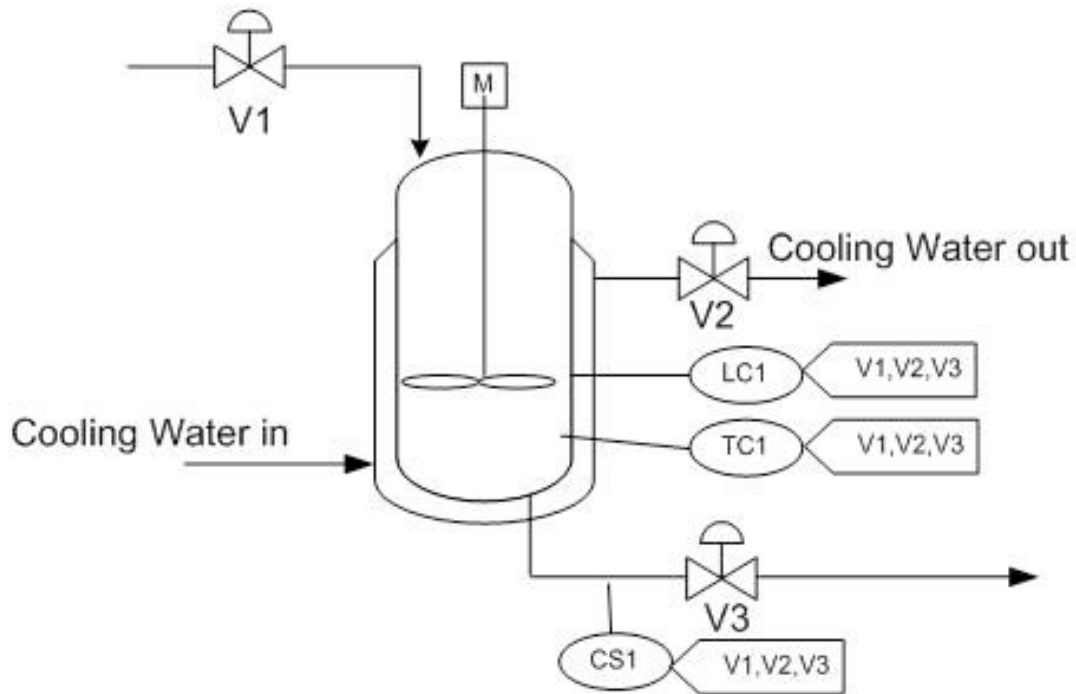 M
V1
Cooling Water out
V2
LC1
V1,V2,V3
Cooling Water in
TC1
V1,V2,V3
V3
CS1
V1,V2,V3